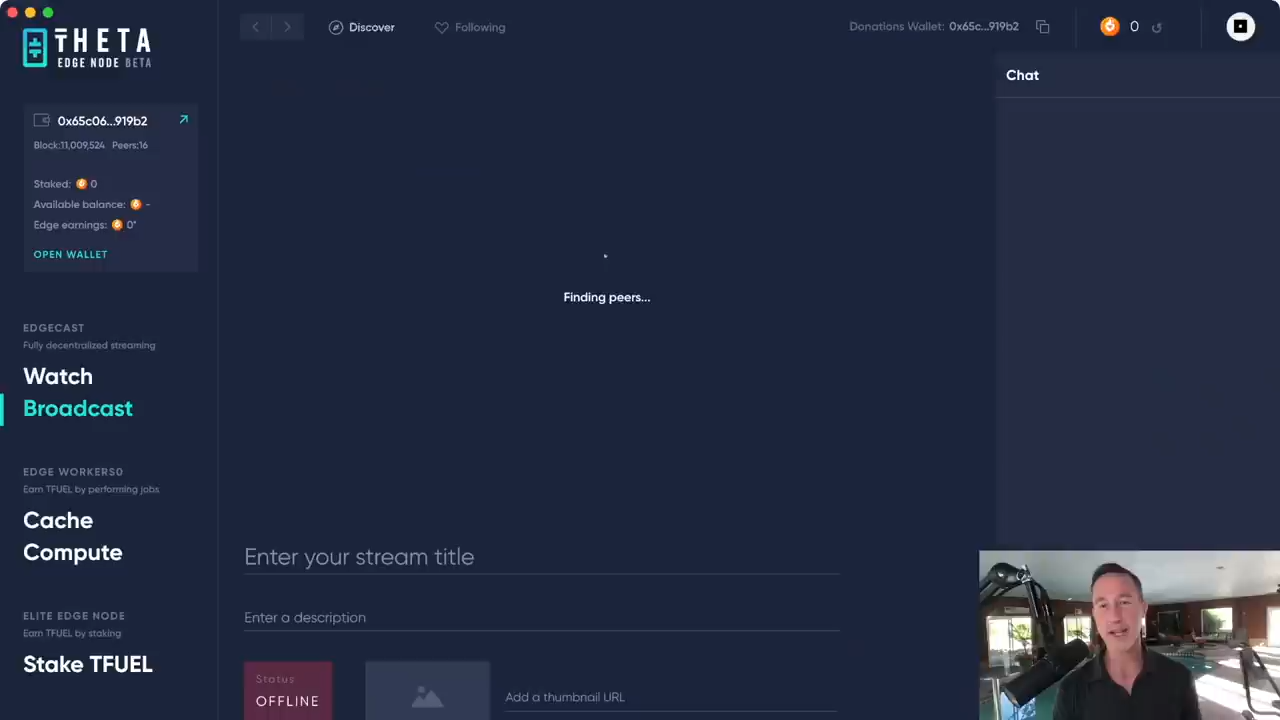 THETA
EDGE NODE BETA
0x65c06...919b2
Block:11,009,524 Peers:16
Staked: 0
Available balance: -
Edge earnings: 0*
OPEN WALLET
EDGECAST
Fully decentralized streaming
Watch
Broadcast
EDGE WORKERS0
Earn TFUEL by performing jobs
Cache
Compute
ELITE EDGE NODE
Earn TFUEL by staking
Stake TFUEL
Discover
Following
Donations Wallet: 0x65c...919b2
0
Finding peers...
Enter your stream title
Enter a description
Status
OFFLINE
Add a thumbnail URL
Chat